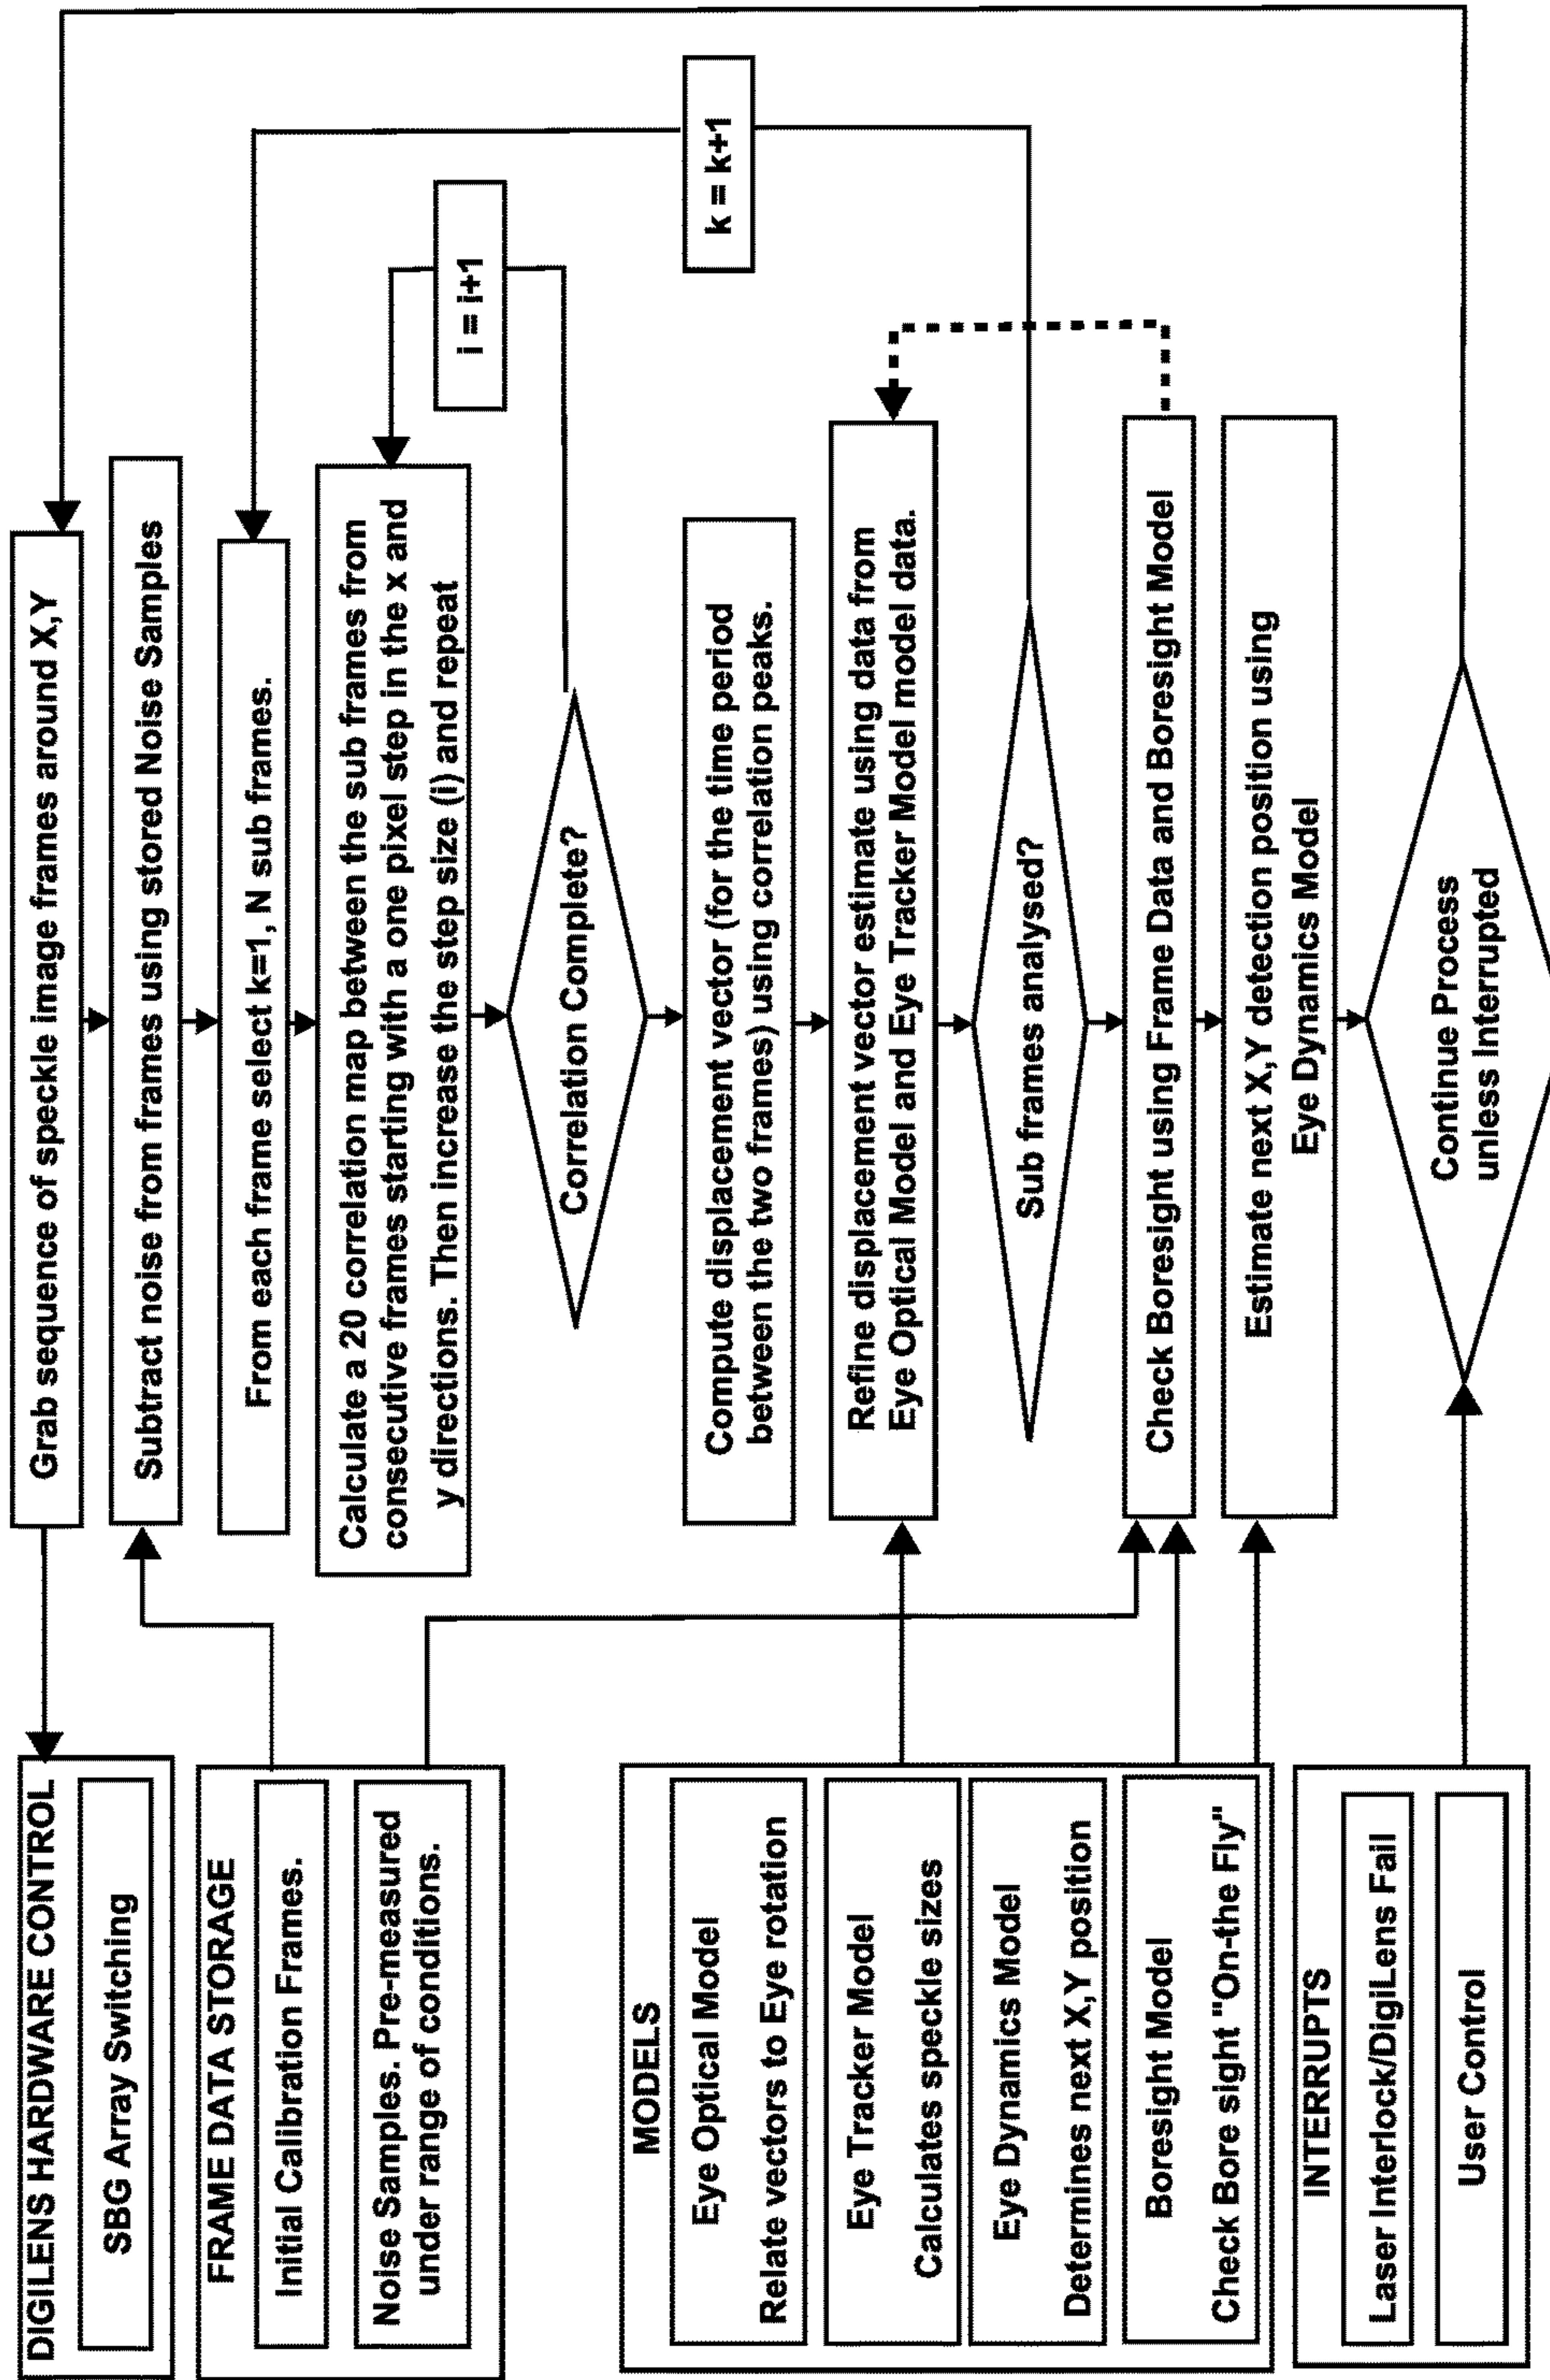 DIGILENS HARDWARE CONTROL
SBG Array Switching
FRAME DATA STORAGE
Initial Calibration Frames.
Noise Samples. Pre-measured
under range of conditions.
MODELS
Eye Optical Model
Relate vectors to Eye rotation
Eye Tracker Model
Calculates speckle sizes
Eye Dynamics Model
Determines next X,Y position
Boresight Model
Check Bore sight "On-the Fly"
INTERRUPTS
Laser Interlock/DigiLens Fail
User Control
Grab sequence of speckle image frames around X,Y
Subtract noise from frames using stored Noise Samples
From each frame select k=1, N sub frames.
Calculate a 20 correlation map between the sub frames from
consecutive frames starting with a one pixel step in the x and
y directions. Then increase the step size (i) and repeat
Correlation Complete?
i = i+1
Compute displacement vector (for the time period
between the two frames) using correlation peaks.
Refine displacement vector estimate using data from
Eye Optical Model and Eye Tracker Model model data.
Sub frames analysed?
k = k+1
Check Boresight using Frame Data and Boresight Model
Estimate next X,Y detection position using
Eye Dynamics Model
Continue Process
unless Interrupted